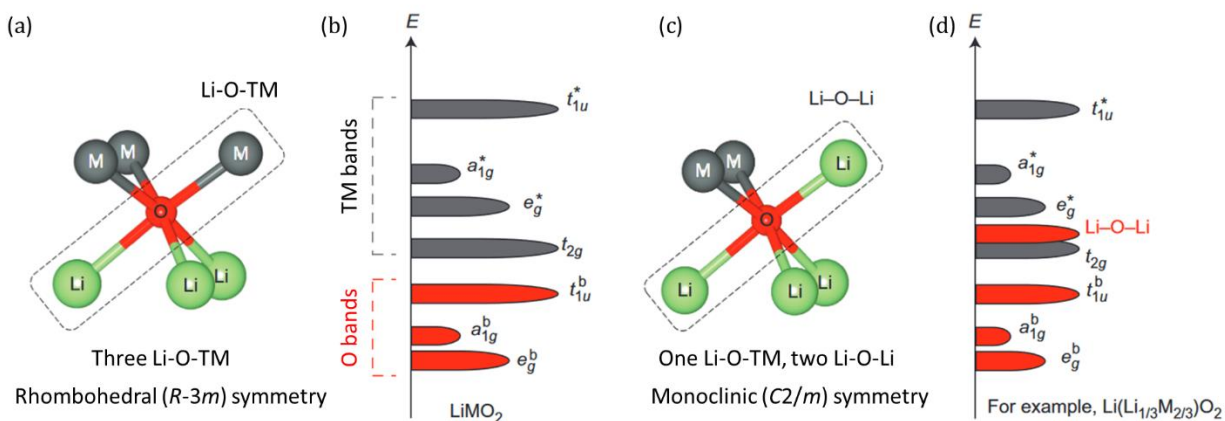 (a)
Li-O-TM
M
M
M
O
Li
Li
Li
Three Li-O-TM
Rhombohedral (R-3m) symmetry
(b)
E
TM bands
O bands
t*1u
a*1g
e*g
t2g
tb1u
ab1g
ebg
LiMO2
(c)
Li–O–Li
M
M
Li
O
Li
Li
Li
One Li-O-TM, two Li-O-Li
Monoclinic (C2/m) symmetry
(d)
E
t*1u
a*1g
e*g
Li–O–Li
t2g
tb1u
ab1g
ebg
For example, Li(Li1/3M2/3)O2